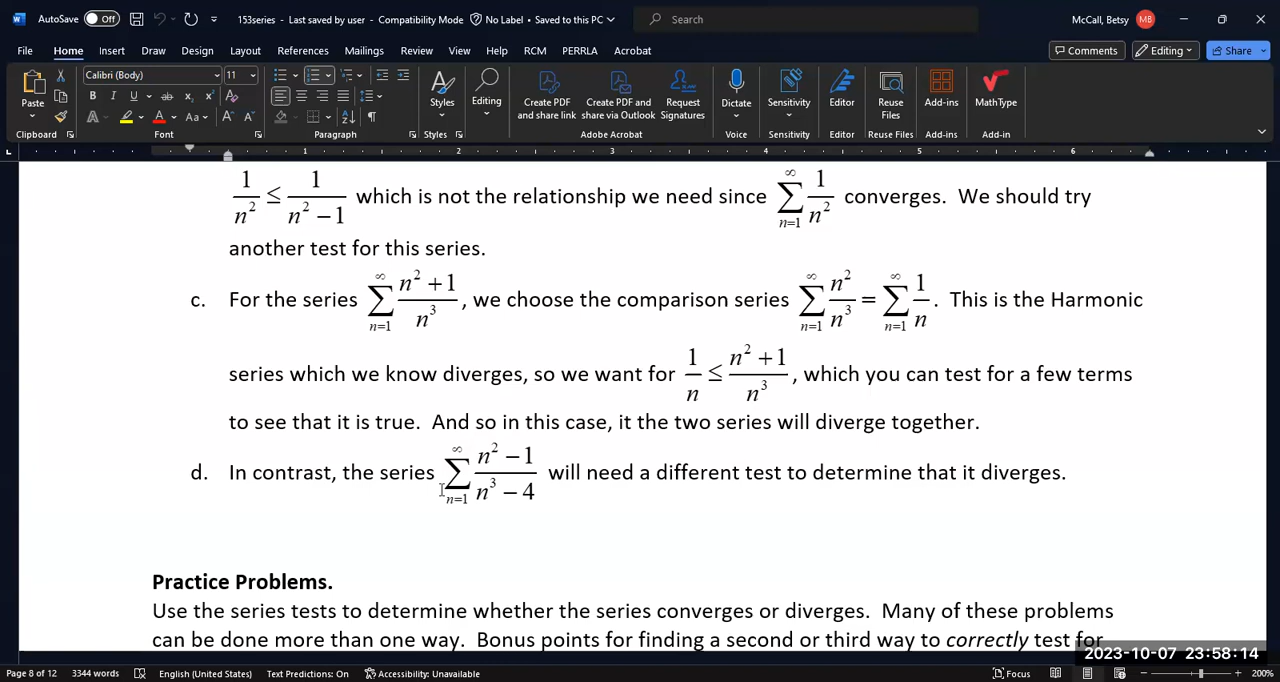 AutoSave Off 153series - Last saved by user - Compatibility Mode No Label • Saved to this PC Search McCall, Betsy MB
File Home Insert Draw Design Layout References Mailings Review View Help RCM PERRLA Acrobat Comments Editing Share
Calibri (Body) 11
Paste Styles Editing Create PDF and share link Create PDF and share via Outlook Request Signatures Dictate Sensitivity Editor Reuse Files Add-ins MathType
Clipboard Font Paragraph Styles Adobe Acrobat Voice Sensitivity Editor Reuse Files Add-ins Add-in
1 2 3 4 5 6
1/n² ≤ 1/(n² − 1) which is not the relationship we need since ∑_{n=1}^{∞} 1/n² converges. We should try
another test for this series.
c. For the series ∑_{n=1}^{∞} (n² + 1)/n³, we choose the comparison series ∑_{n=1}^{∞} n²/n³ = ∑_{n=1}^{∞} 1/n. This is the Harmonic
series which we know diverges, so we want for 1/n ≤ (n² + 1)/n³, which you can test for a few terms
to see that it is true. And so in this case, it the two series will diverge together.
d. In contrast, the series ∑_{n=1}^{∞} (n² − 1)/(n³ − 4) will need a different test to determine that it diverges.
Practice Problems.
Use the series tests to determine whether the series converges or diverges. Many of these problems
can be done more than one way. Bonus points for finding a second or third way to correctly test for
2023-10-07 23:58:14
Page 8 of 12 3344 words English (United States) Text Predictions: On Accessibility: Unavailable Focus 200%